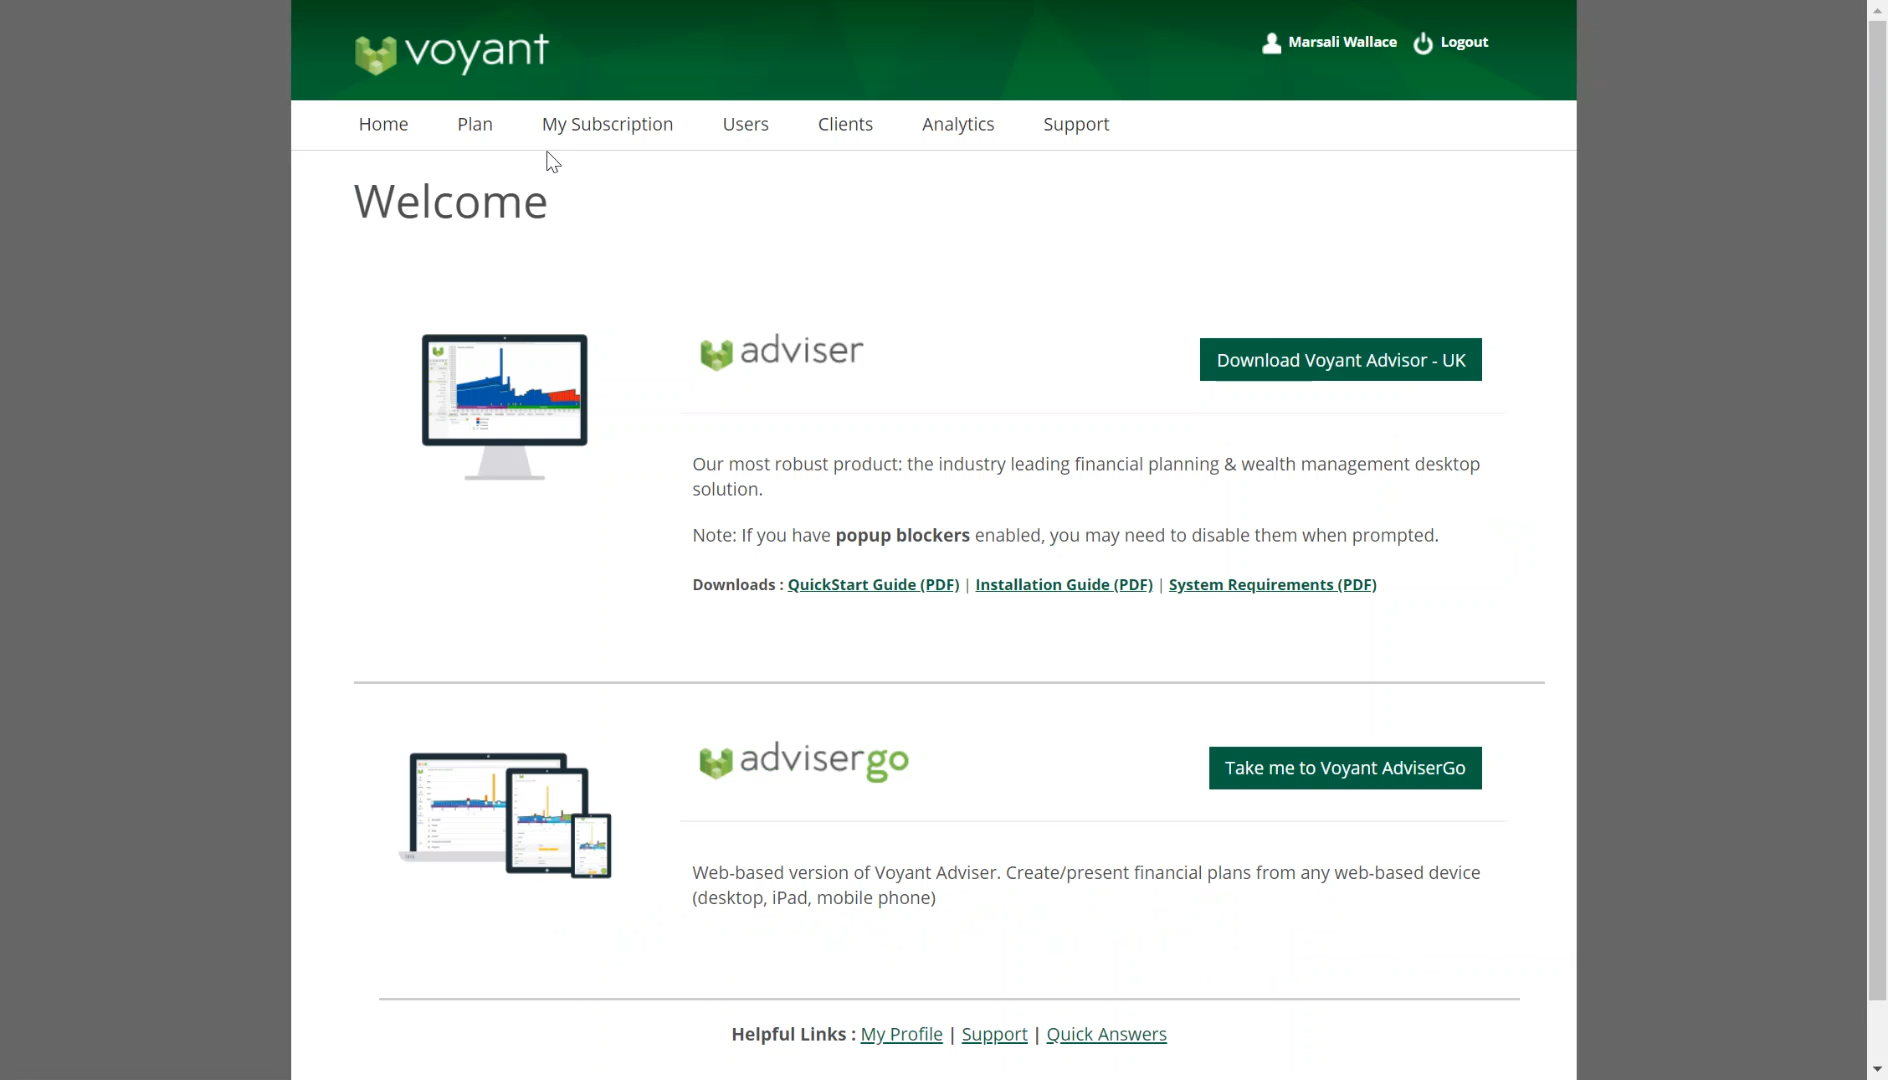 voyant
Marsali Wallace Logout
Home Plan My Subscription Users Clients Analytics Support
Welcome
adviser
Download Voyant Advisor - UK
Our most robust product: the industry leading financial planning & wealth management desktop
solution.
Note: If you have popup blockers enabled, you may need to disable them when prompted.
Downloads : QuickStart Guide (PDF) | Installation Guide (PDF) | System Requirements (PDF)
advisergo
Take me to Voyant AdviserGo
Web-based version of Voyant Adviser. Create/present financial plans from any web-based device
(desktop, iPad, mobile phone)
Helpful Links : My Profile | Support | Quick Answers